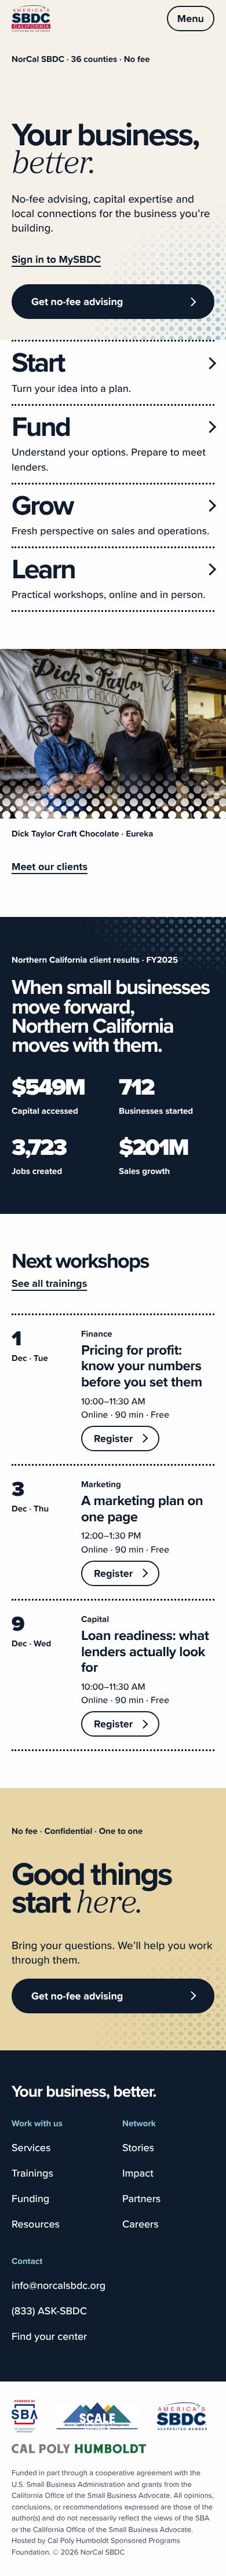 AMERICA'S
SBDC
CALIFORNIA
Menu
NorCal SBDC · 36 counties · No fee
Your business,
better.
No-fee advising, capital expertise and
local connections for the business you’re
building.
Sign in to MySBDC
Get no-fee advising
Start
Turn your idea into a plan.
Fund
Understand your options. Prepare to meet
lenders.
Grow
Fresh perspective on sales and operations.
Learn
Practical workshops, online and in person.
Dick Taylor
CRAFT CHOCO
Dick Taylor Craft Chocolate · Eureka
Meet our clients
Northern California client results · FY2025
When small businesses
move forward,
Northern California
moves with them.
$549M
712
Capital accessed
Businesses started
3,723
$201M
Jobs created
Sales growth
Next workshops
See all trainings
1
Dec · Tue
Finance
Pricing for profit:
know your numbers
before you set them
10:00–11:30 AM
Online · 90 min · Free
Register
3
Dec · Thu
Marketing
A marketing plan on
one page
12:00–1:30 PM
Online · 90 min · Free
Register
9
Dec · Wed
Capital
Loan readiness: what
lenders actually look
for
10:00–11:30 AM
Online · 90 min · Free
Register
No fee · Confidential · One to one
Good things
start here.
Bring your questions. We’ll help you work
through them.
Get no-fee advising
Your business, better.
Work with us
Network
Services
Stories
Trainings
Impact
Funding
Partners
Resources
Careers
Contact
info@norcalsbdc.org
(833) ASK-SBDC
Find your center
POWERED BY
SBA
SCALE
AMERICA'S
SBDC
ACCREDITED MEMBER
CAL POLY HUMBOLDT
Funded in part through a cooperative agreement with the
U.S. Small Business Administration and grants from the
California Office of the Small Business Advocate. All opinions,
conclusions, or recommendations expressed are those of the
author(s) and do not necessarily reflect the views of the SBA
or the California Office of the Small Business Advocate.
Hosted by Cal Poly Humboldt Sponsored Programs
Foundation. © 2026 NorCal SBDC